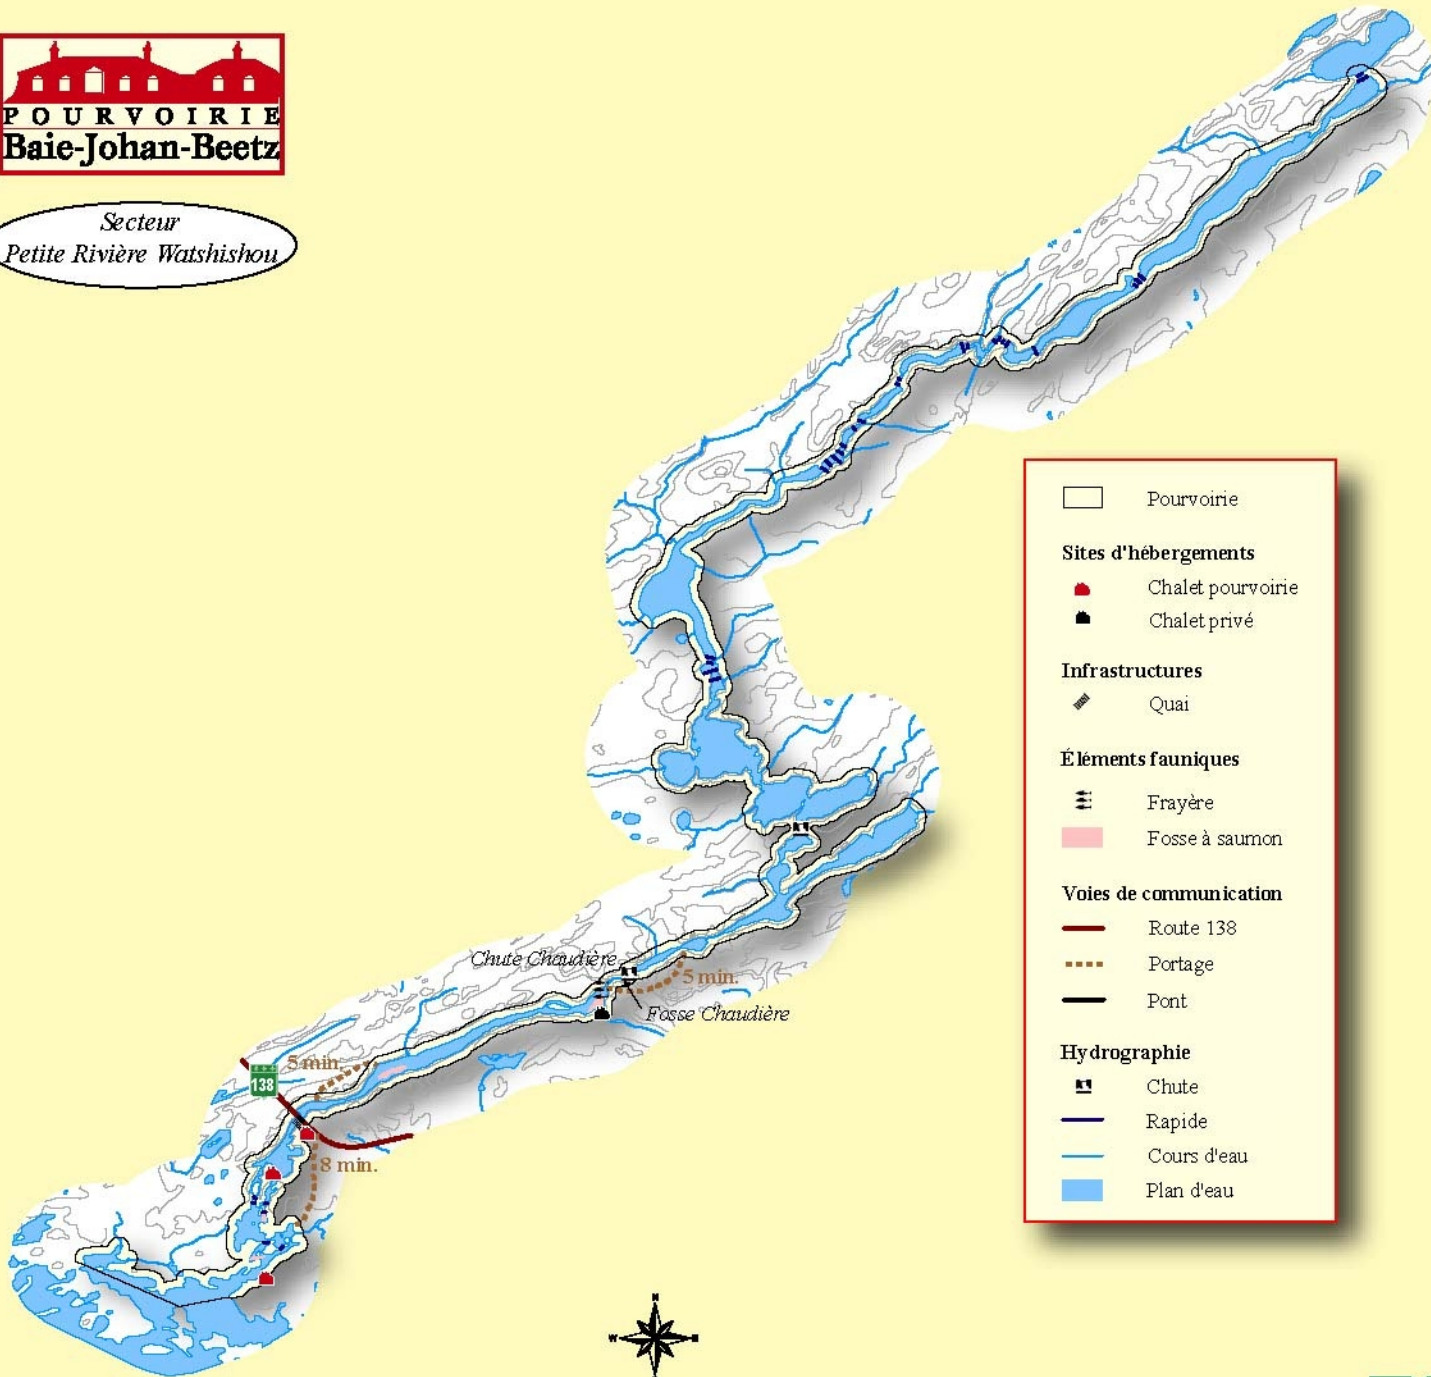 POURVOIRIE
Baie-Johan-Beetz
Secteur
Petite Rivière Watshishou
Pourvoirie
Sites d'hébergements
Chalet pourvoirie
Chalet privé
Infrastructures
Quai
Éléments fauniques
Frayère
Fosse à saumon
Voies de communication
Route 138
Portage
Pont
Hydrographie
Chute
Rapide
Cours d'eau
Plan d'eau
Chute Chaudière
5 min.
Fosse Chaudière
5 min.
138
8 min.
N
W
E